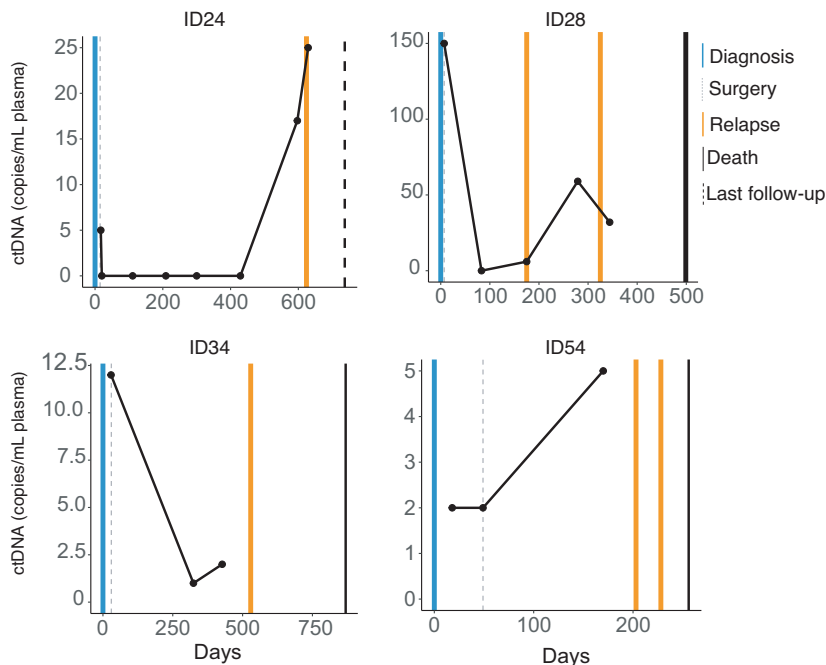 ID24
ctDNA (copies/mL plasma)
25
20
15
10
5
0
0 200 400 600
ID28
150
100
50
0
0 100 200 300 400 500
Diagnosis
Surgery
Relapse
Death
Last follow-up
ID34
ctDNA (copies/mL plasma)
12.5
10.0
7.5
5.0
2.5
0
0 250 500 750
Days
ID54
5
4
3
2
1
0
0 100 200
Days